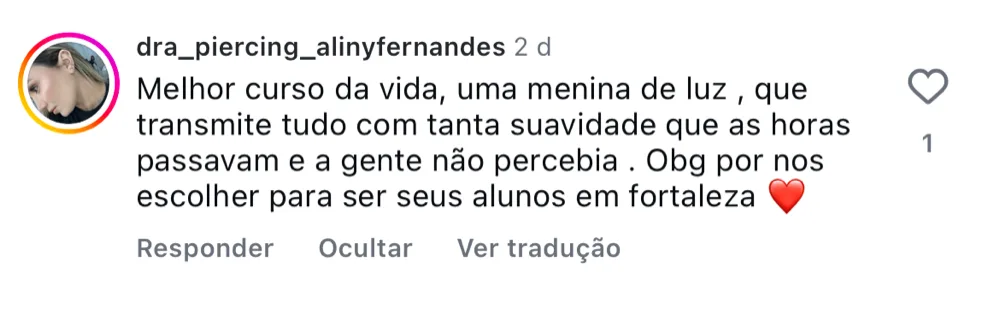 dra_piercing_alinyfernandes 2 d
Melhor curso da vida, uma menina de luz , que
transmite tudo com tanta suavidade que as horas
passavam e a gente não percebia . Obg por nos
escolher para ser seus alunos em fortaleza ❤️
1
Responder Ocultar Ver tradução